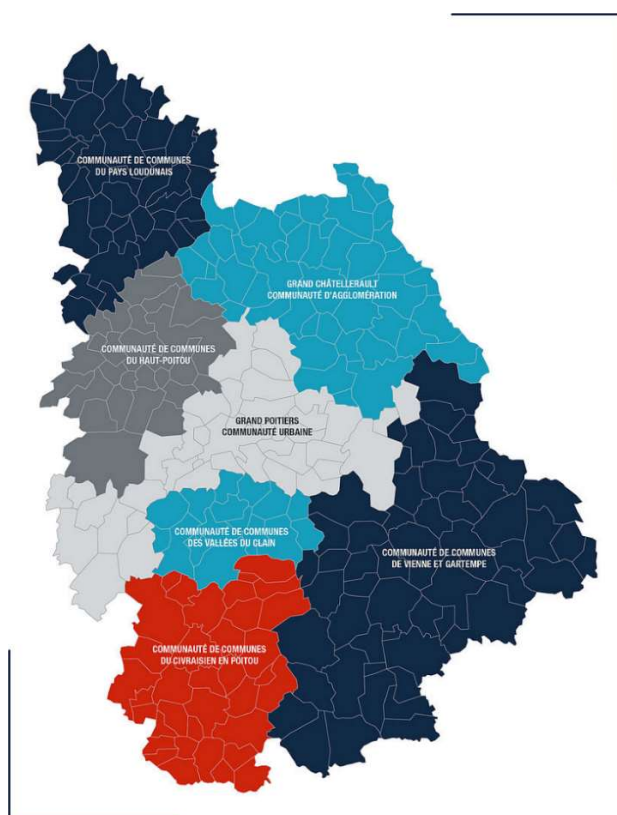 COMMUNAUTÉ DE COMMUNES
DU PAYS LOUDUNAIS
GRAND CHÂTELLERAULT
COMMUNAUTÉ D'AGGLOMÉRATION
COMMUNAUTÉ DE COMMUNES
DU HAUT-POITOU
GRAND POITIERS
COMMUNAUTÉ URBAINE
COMMUNAUTÉ DE COMMUNES
DES VALLÉES DU CLAIN
COMMUNAUTÉ DE COMMUNES
DE VIENNE ET GARTEMPE
COMMUNAUTÉ DE COMMUNES
DU CIVRAISIEN EN POITOU